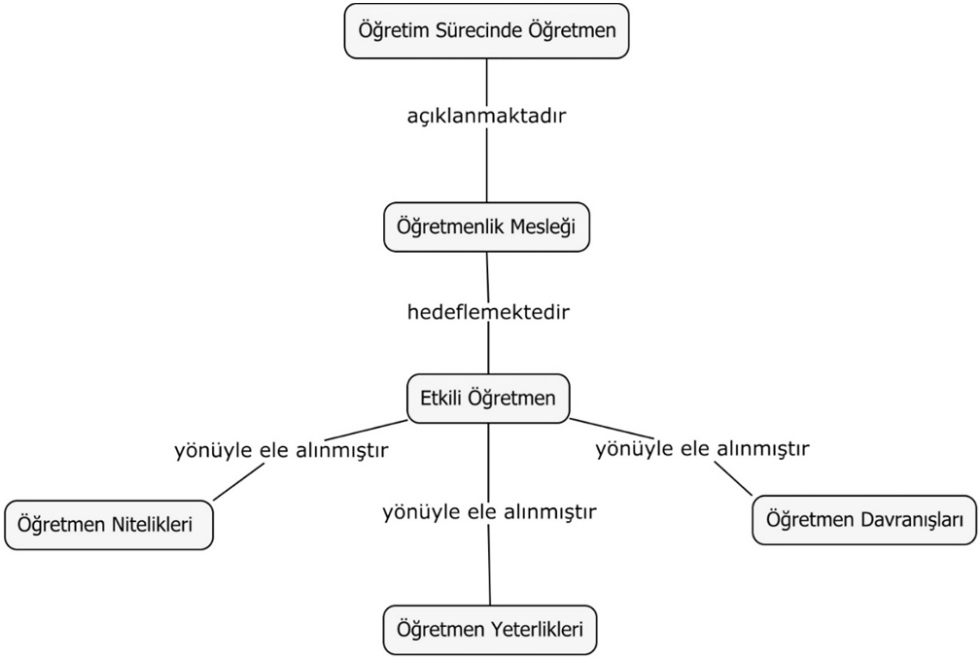 Öğretim Sürecinde Öğretmen
açıklanmaktadır
Öğretmenlik Mesleği
hedeflemektedir
Etkili Öğretmen
yönüyle ele alınmıştır
yönüyle ele alınmıştır
yönüyle ele alınmıştır
Öğretmen Nitelikleri
Öğretmen Davranışları
Öğretmen Yeterlikleri